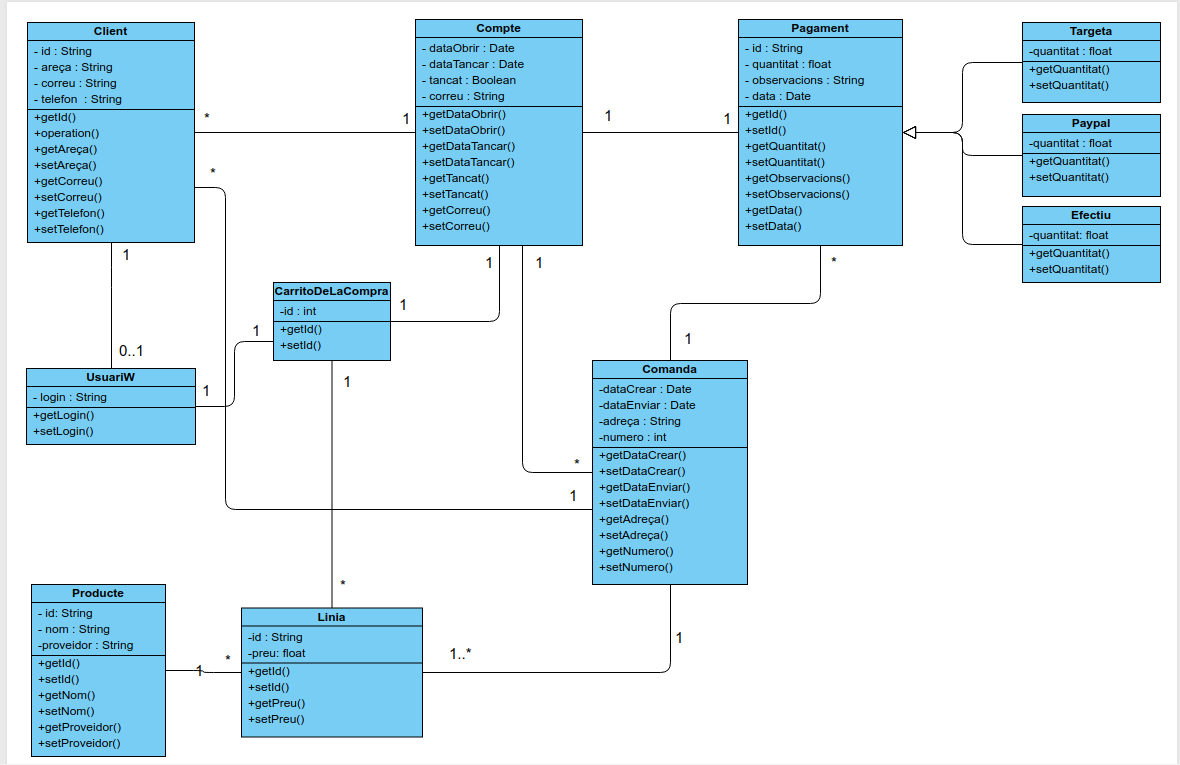 Client
- id : String
- areça : String
- correu : String
- telefon : String
+getId()
+operation()
+getAreça()
+setAreça()
+getCorreu()
+setCorreu()
+getTelefon()
+setTelefon()
*
1
Compte
- dataObrir : Date
- dataTancar : Date
- tancat : Boolean
- correu : String
+getDataObrir()
+setDataObrir()
+getDataTancar()
+setDataTancar()
+getTancat()
+setTancat()
+getCorreu()
+setCorreu()
1
1
Pagament
- id : String
- quantitat : float
- observacions : String
- data : Date
+getId()
+setId()
+getQuantitat()
+setQuantitat()
+getObservacions()
+setObservacions()
+getData()
+setData()
Targeta
-quantitat : float
+getQuantitat()
+setQuantitat()
Paypal
-quantitat : float
+getQuantitat()
+setQuantitat()
Efectiu
-quantitat: float
+getQuantitat()
+setQuantitat()
*
1
0..1
1
1
*
CarritoDeLaCompra
-id : int
+getId()
+setId()
1
1
1
1
UsuariW
- login : String
+getLogin()
+setLogin()
1
Comanda
-dataCrear : Date
-dataEnviar : Date
-adreça : String
-numero : int
+getDataCrear()
+setDataCrear()
+getDataEnviar()
+setDataEnviar()
+getAdreça()
+setAdreça()
+getNumero()
+setNumero()
*
1
*
Producte
- id: String
- nom : String
-proveidor : String
+getId()
+setId()
+getNom()
+setNom()
+getProveidor()
+setProveidor()
1
*
Linia
-id : String
-preu: float
+getId()
+setId()
+getPreu()
+setPreu()
1..*
1